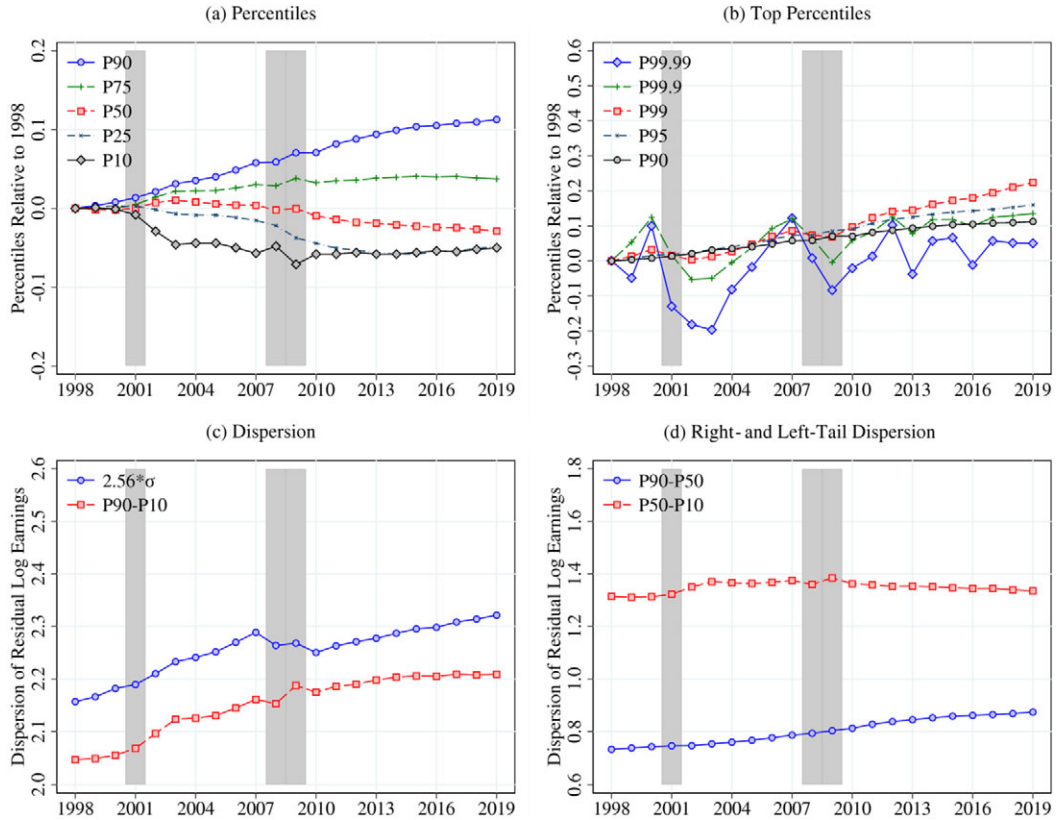 (a) Percentiles
Percentiles Relative to 1998
0.2
0.1
0.0
-0.1
-0.2
P90
P75
P50
P25
P10
1998 2001 2004 2007 2010 2013 2016 2019
(b) Top Percentiles
Percentiles Relative to 1998
0.6
0.5
0.4
0.3
0.2
0.1
0.0
-0.1
-0.2
-0.3
P99.99
P99.9
P99
P95
P90
1998 2001 2004 2007 2010 2013 2016 2019
(c) Dispersion
Dispersion of Residual Log Earnings
2.6
2.5
2.4
2.3
2.2
2.1
2.0
2.56*σ
P90-P10
1998 2001 2004 2007 2010 2013 2016 2019
(d) Right- and Left-Tail Dispersion
Dispersion of Residual Log Earnings
1.8
1.6
1.4
1.2
1.0
0.8
0.6
P90-P50
P50-P10
1998 2001 2004 2007 2010 2013 2016 2019